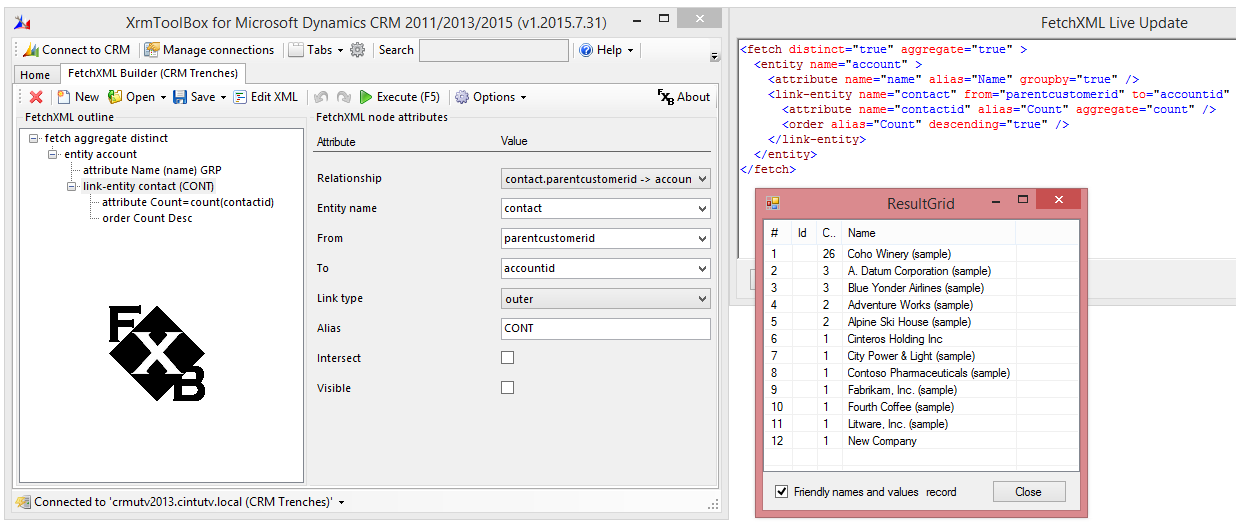 XrmToolBox for Microsoft Dynamics CRM 2011/2013/2015 (v1.2015.7.31)
Connect to CRM Manage connections Tabs Search Help
Home FetchXML Builder (CRM Trenches)
New Open Save Edit XML Execute (F5) Options FXB About
FetchXML outline
fetch aggregate distinct
entity account
attribute Name (name) GRP
link-entity contact (CONT)
attribute Count=count(contactid)
order Count Desc
FXB
FetchXML node attributes
Attribute Value
Relationship contact.parentcustomerid -> accoun
Entity name contact
From parentcustomerid
To accountid
Link type outer
Alias CONT
Intersect
Visible
Connected to 'crmutv2013.cintutv.local (CRM Trenches)'
FetchXML Live Update
<fetch distinct="true" aggregate="true" >
<entity name="account" >
<attribute name="name" alias="Name" groupby="true" />
<link-entity name="contact" from="parentcustomerid" to="accountid"
<attribute name="contactid" alias="Count" aggregate="count" />
<order alias="Count" descending="true" />
</link-entity>
</entity>
</fetch>
ResultGrid
# Id C.. Name
1 26 Coho Winery (sample)
2 3 A. Datum Corporation (sample)
3 3 Blue Yonder Airlines (sample)
4 2 Adventure Works (sample)
5 2 Alpine Ski House (sample)
6 1 Cinteros Holding Inc
7 1 City Power & Light (sample)
8 1 Contoso Pharmaceuticals (sample)
9 1 Fabrikam, Inc. (sample)
10 1 Fourth Coffee (sample)
11 1 Litware, Inc. (sample)
12 1 New Company
Friendly names and values record Close